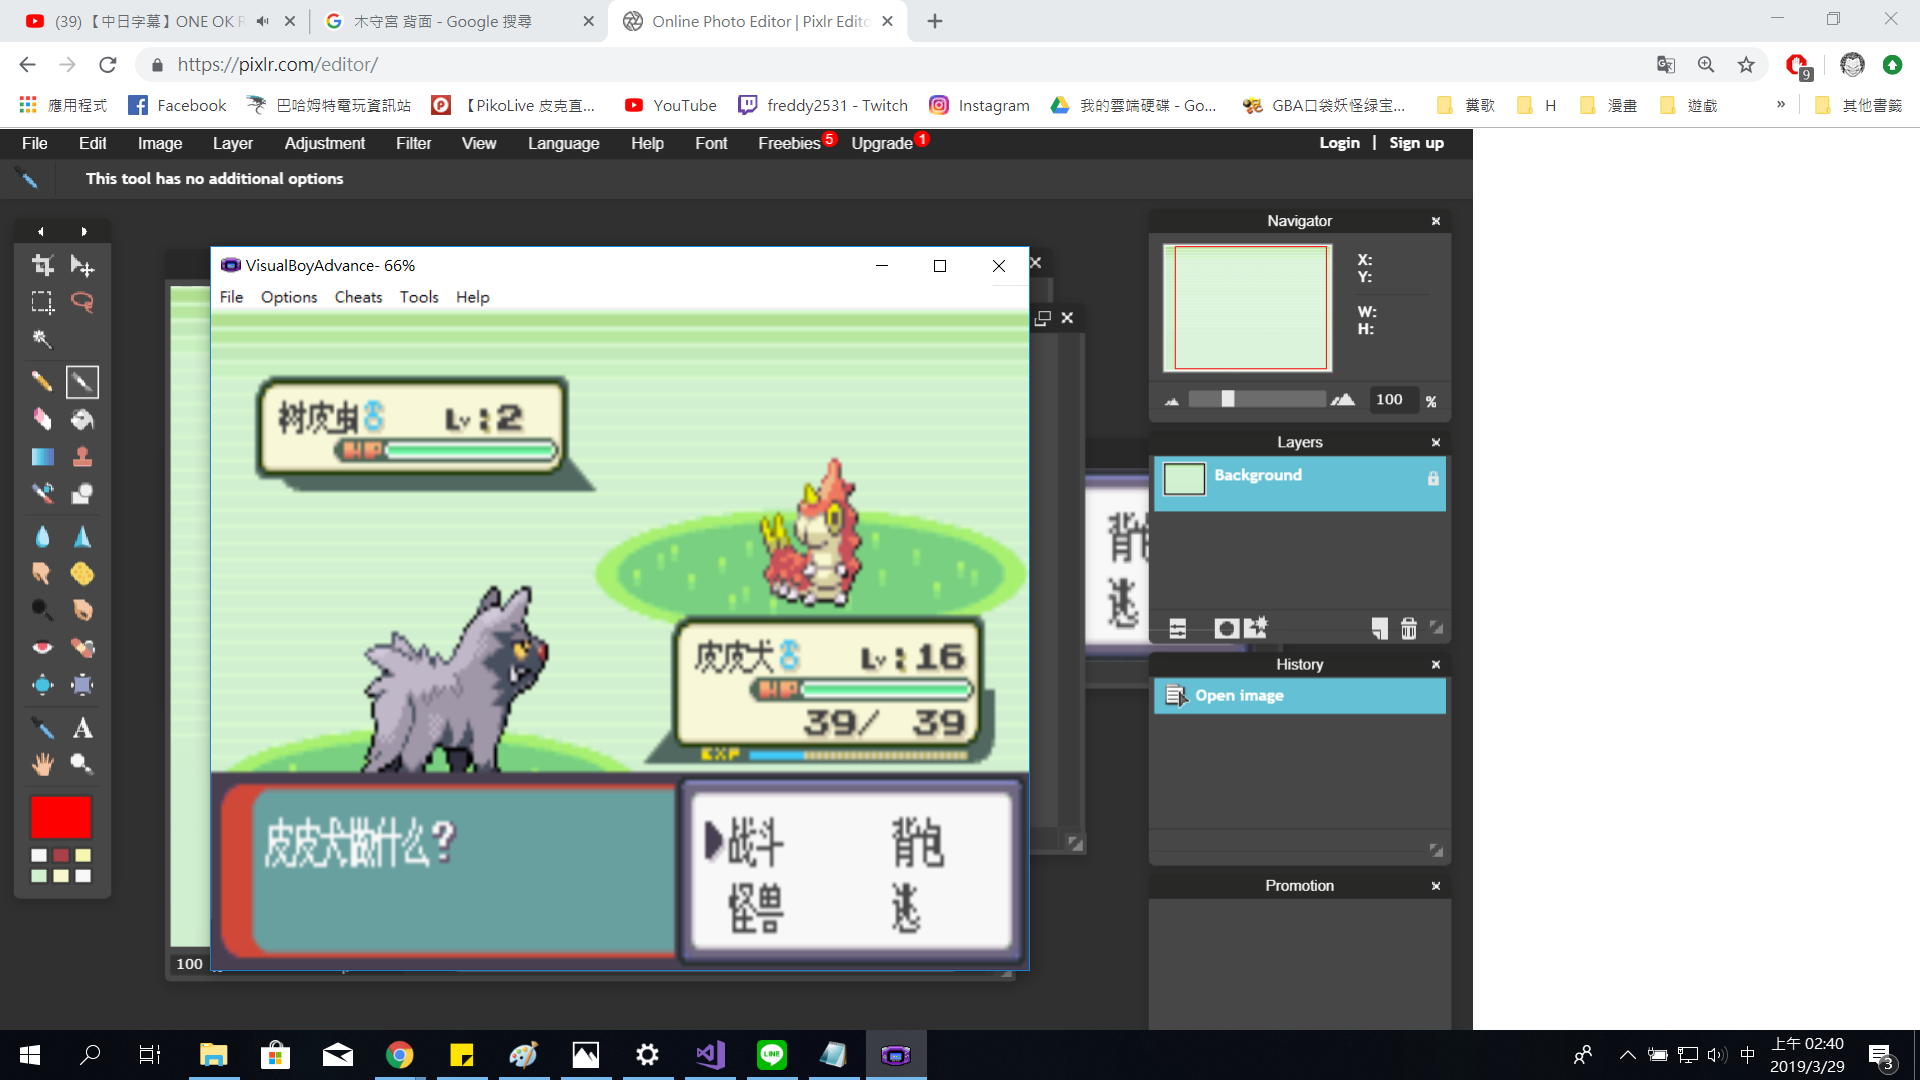 (39) 【中日字幕】ONE OK R
木守宮 背面 - Google 搜尋
Online Photo Editor | Pixlr Edito
https://pixlr.com/editor/
9
應用程式
Facebook
巴哈姆特電玩資訊站
【PikoLive 皮克直...
YouTube
freddy2531 - Twitch
Instagram
我的雲端硬碟 - Go...
GBA口袋妖怪绿宝...
糞歌
H
漫畫
遊戲
»
其他書籤
File Edit Image Layer Adjustment Filter View Language Help Font Freebies 5 Upgrade 1
Login | Sign up
This tool has no additional options
Navigator
X:
Y:
W:
H:
100 %
Layers
Background
History
Open image
Promotion
VisualBoyAdvance- 66%
File Options Cheats Tools Help
树皮虫♂ Lv:2
HP
皮皮犬♂ Lv:16
HP
39/ 39
EXP
皮皮犬做什么?
战斗 背包
怪兽 逃
背包
逃
100
A
LINE
中
上午 02:40
2019/3/29
3